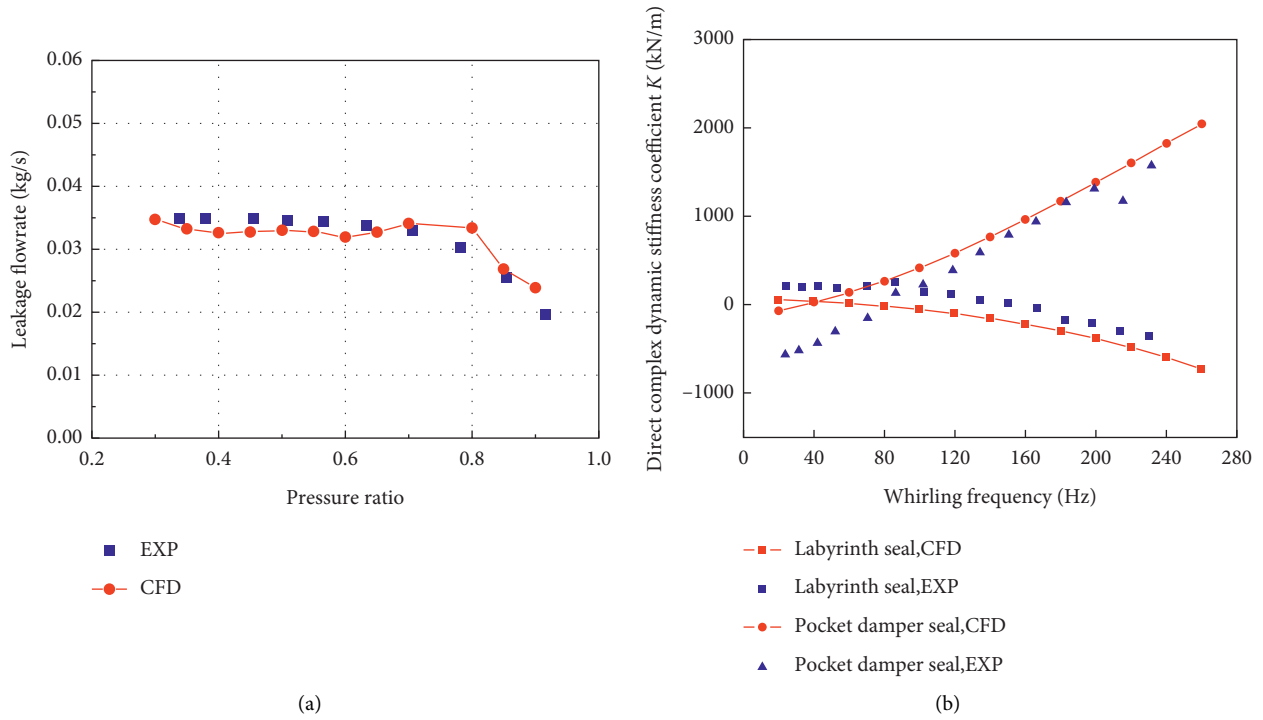 0.06
0.05
0.04
0.03
0.02
0.01
0.00
Leakage flowrate (kg/s)
0.2 0.4 0.6 0.8 1.0
Pressure ratio
EXP
CFD
(a)
3000
2000
1000
0
–1000
Direct complex dynamic stiffness coefficient K (kN/m)
0 40 80 120 160 200 240 280
Whirling frequency (Hz)
Labyrinth seal,CFD
Labyrinth seal,EXP
Pocket damper seal,CFD
Pocket damper seal,EXP
(b)